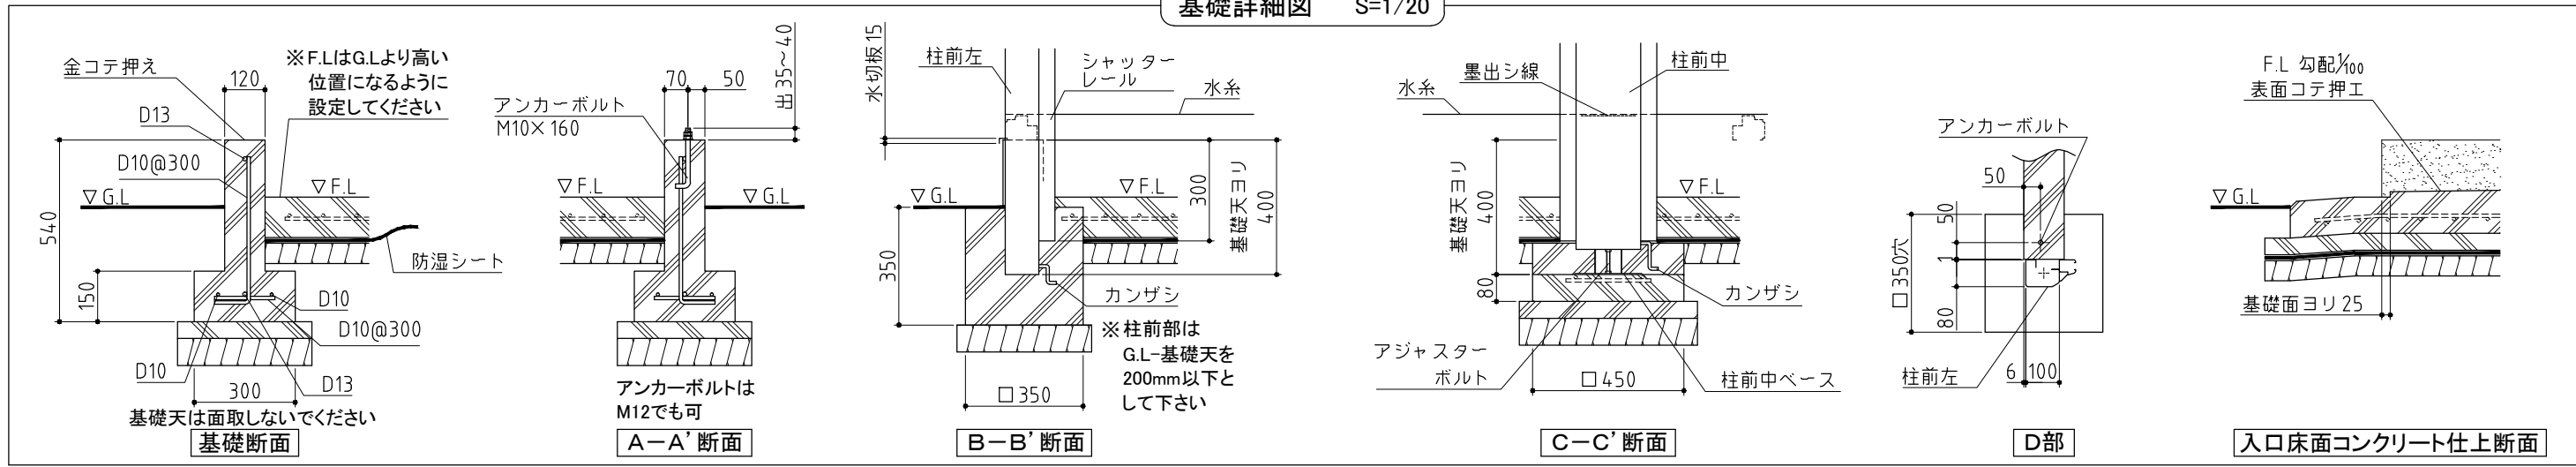 基礎詳細図 S=1/20
金コテ押え
120
※F.LはG.Lより高い
位置になるように
設定してください
D13
D10@300
▽F.L
▽G.L
540
150
防湿シート
D10
D10@300
D10
300
D13
基礎天は面取しないでください
基礎断面
70
50
出35~40
アンカーボルト
M10×160
▽F.L
▽G.L
アンカーボルトは
M12でも可
A-A'断面
水切板15
柱前左
シャッター
レール
水糸
▽G.L
▽F.L
300
400
基礎天ヨリ
350
カンザシ
※柱前部は
G.L-基礎天を
200mm以下と
して下さい
□350
B-B'断面
水糸
墨出シ線
柱前中
基礎天ヨリ
400
▽F.L
80
カンザシ
アジャスター
ボルト
□450
柱前中ベース
C-C'断面
アンカーボルト
50
50
□350穴
1
80
柱前左
6
100
D部
F.L 勾配1/100
表面コテ押エ
▽G.L
基礎面ヨリ25
入口床面コンクリート仕上断面